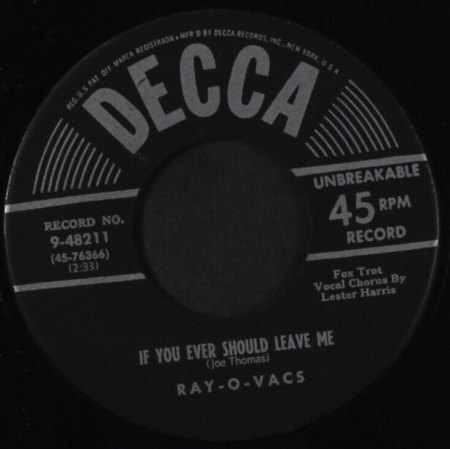 REG. U.S. PAT. OFF. MARCA REGISTRADA • MFR'D BY DECCA RECORDS, INC., NEW YORK, U.S.A.
DECCA
RECORD NO.
9-48211
(45-76366)
(2:33)
UNBREAKABLE
45 RPM
RECORD
Fox Trot
Vocal Chorus By
Lester Harris
IF YOU EVER SHOULD LEAVE ME
(Joe Thomas)
RAY-O-VACS